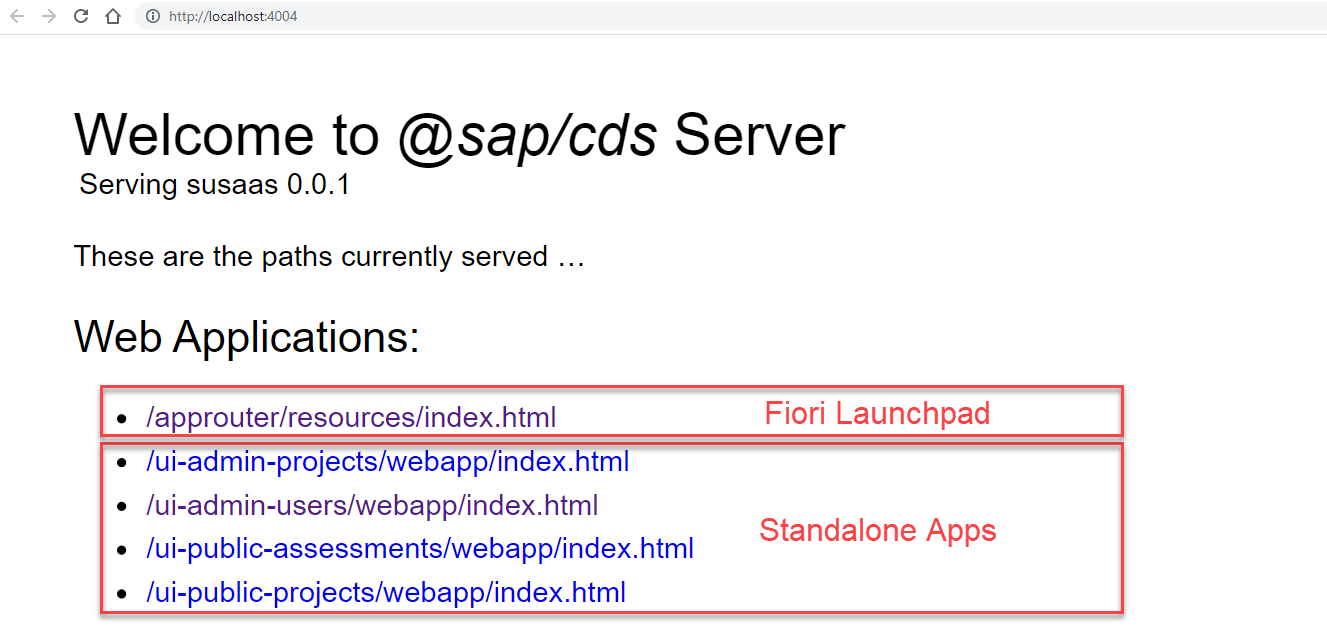 http://localhost:4004
Welcome to @sap/cds Server
Serving susaas 0.0.1
These are the paths currently served …
Web Applications:
/approuter/resources/index.html
Fiori Launchpad
/ui-admin-projects/webapp/index.html
/ui-admin-users/webapp/index.html
Standalone Apps
/ui-public-assessments/webapp/index.html
/ui-public-projects/webapp/index.html